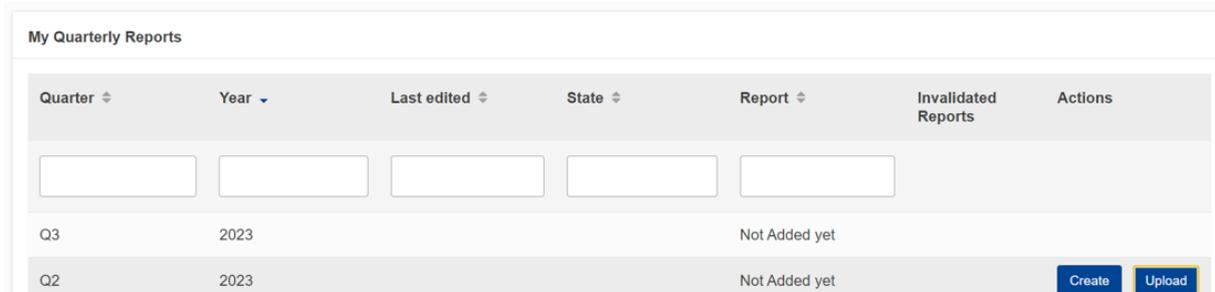 My Quarterly Reports
Quarter Year Last edited State Report Invalidated Reports Actions
Q3 2023 Not Added yet
Q2 2023 Not Added yet Create Upload